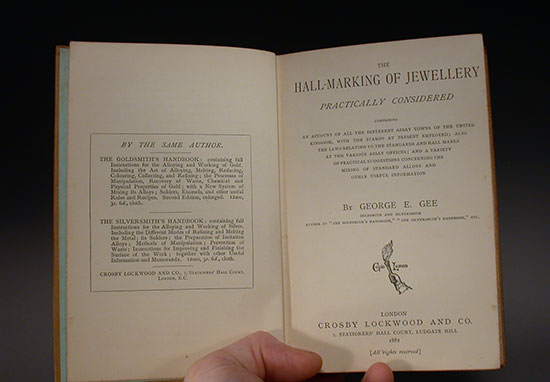 BY THE SAME AUTHOR.
THE GOLDSMITH'S HANDBOOK: containing full
Instructions for the Alloying and Working of Gold.
Including the Art of Alloying, Melting, Reducing,
Colouring, Collecting, and Refining; the Processes of
Manipulation, Recovery of Waste, Chemical and
Physical Properties of Gold; with a New System of
Mixing its Alloys; Solders, Enamels, and other useful
Rules and Recipes. Second Edition, enlarged. 12mo,
3s. 6d., cloth.
THE SILVERSMITH'S HANDBOOK: containing full
Instructions for the Alloying and Working of Silver.
Including the Different Modes of Refining and Melting
the Metal; its Solders; the Preparation of Imitation
Alloys; Methods of Manipulation; Prevention of
Waste; Instructions for Improving and Finishing the
Surface of the Work; together with other Useful
Information and Memoranda. 12mo, 3s. 6d., cloth.
CROSBY LOCKWOOD AND CO., 7, STATIONERS' HALL COURT,
LONDON, E.C.
THE
HALL-MARKING OF JEWELLERY
PRACTICALLY CONSIDERED
COMPRISING
AN ACCOUNT OF ALL THE DIFFERENT ASSAY TOWNS OF THE UNITED
KINGDOM; WITH THE STAMPS AT PRESENT EMPLOYED; ALSO
THE LAWS RELATING TO THE STANDARDS AND HALL MARKS
AT THE VARIOUS ASSAY OFFICES; AND A VARIETY
OF PRACTICAL SUGGESTIONS CONCERNING THE
MIXING OF STANDARD ALLOYS AND
OTHER USEFUL INFORMATION
BY GEORGE E. GEE
GOLDSMITH AND SILVERSMITH
AUTHOR OF "THE GOLDSMITH'S HANDBOOK," "THE SILVERSMITH'S HANDBOOK," ETC.
LONDON
CROSBY LOCKWOOD AND CO.
7, STATIONERS' HALL COURT, LUDGATE HILL
1882
[All rights reserved]